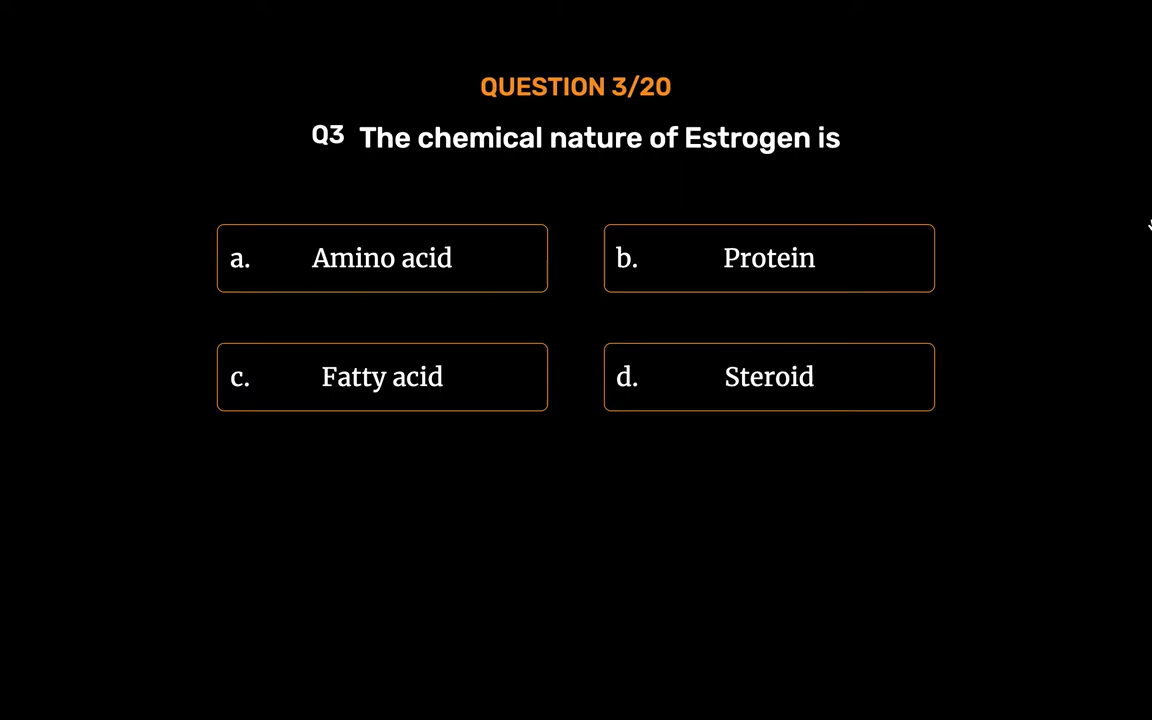 QUESTION 3/20
Q3 The chemical nature of Estrogen is
a. Amino acid
b. Protein
c. Fatty acid
d. Steroid